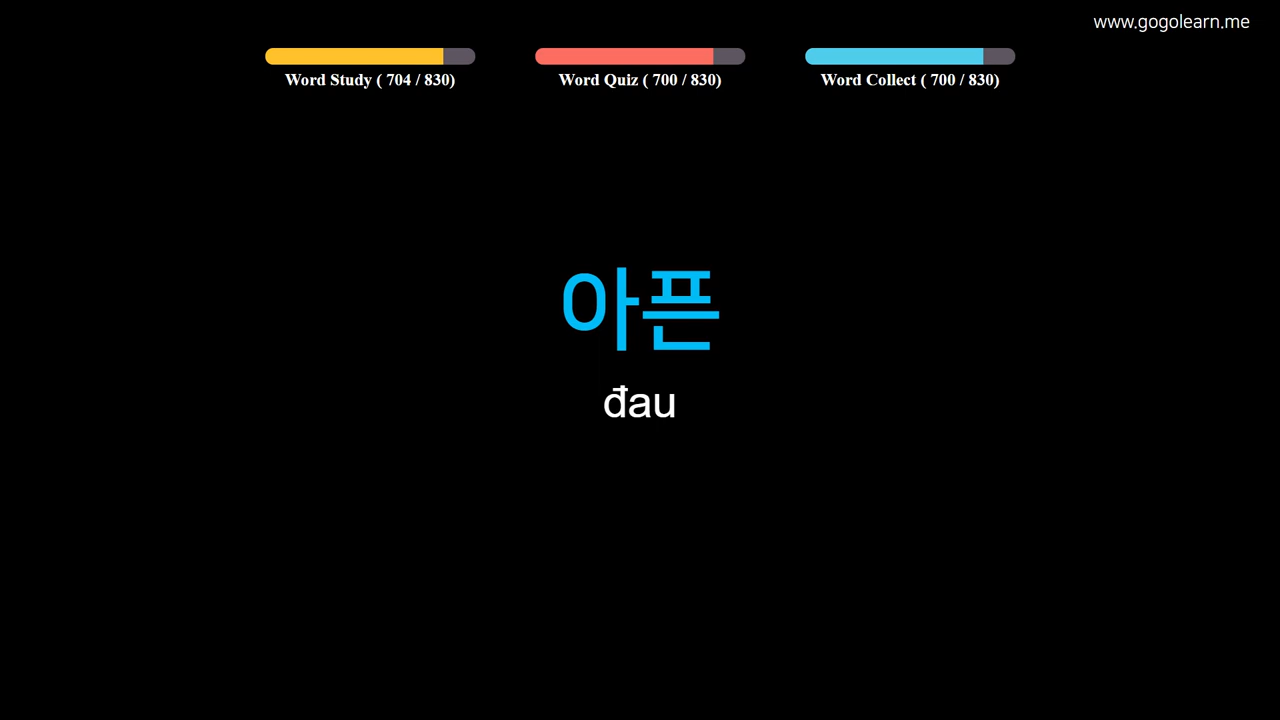 www.gogolearn.me
Word Study ( 704 / 830)
Word Quiz ( 700 / 830)
Word Collect ( 700 / 830)
아픈
đau